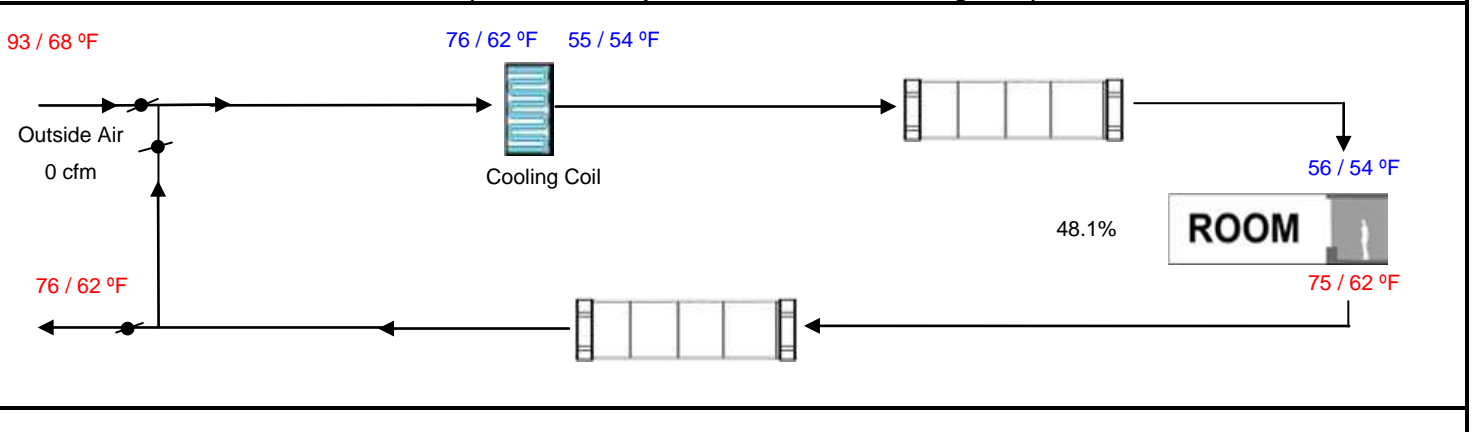 93 / 68 ºF
76 / 62 ºF
55 / 54 ºF
Outside Air
0 cfm
Cooling Coil
56 / 54 ºF
48.1%
ROOM
76 / 62 ºF
75 / 62 ºF